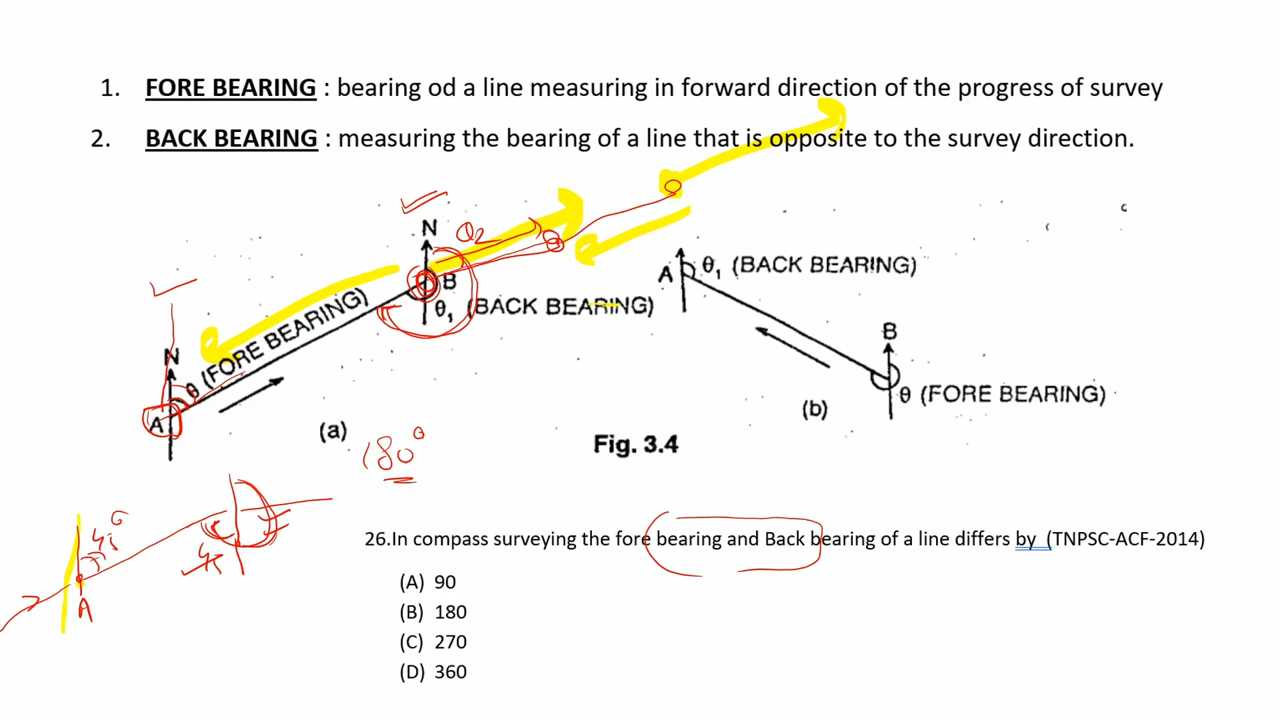 1. FORE BEARING : bearing od a line measuring in forward direction of the progress of survey
2. BACK BEARING : measuring the bearing of a line that is opposite to the survey direction.
N
θ2
B
θ₁ (BACK BEARING)
N
θ (FORE BEARING)
A
(a)
A θ₁ (BACK BEARING)
B
θ (FORE BEARING)
(b)
Fig. 3.4
180°
45°
45
A
26.In compass surveying the fore bearing and Back bearing of a line differs by (TNPSC-ACF-2014)
(A) 90
(B) 180
(C) 270
(D) 360